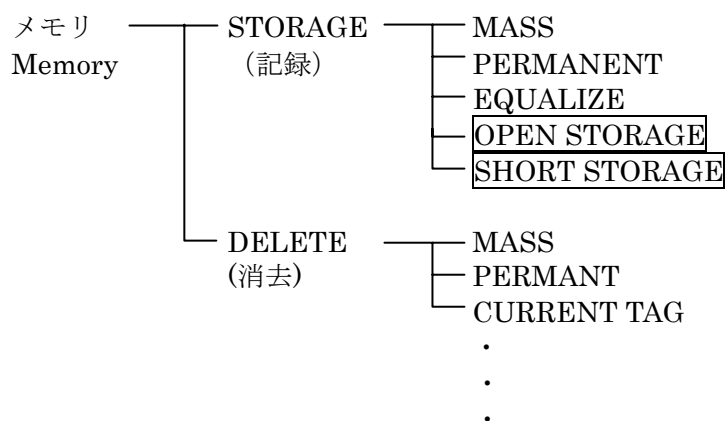 メモリ STORAGE MASS
Memory （記録） PERMANENT
EQUALIZE
OPEN STORAGE
SHORT STORAGE
DELETE MASS
(消去) PERMANT
CURRENT TAG
・
・
・